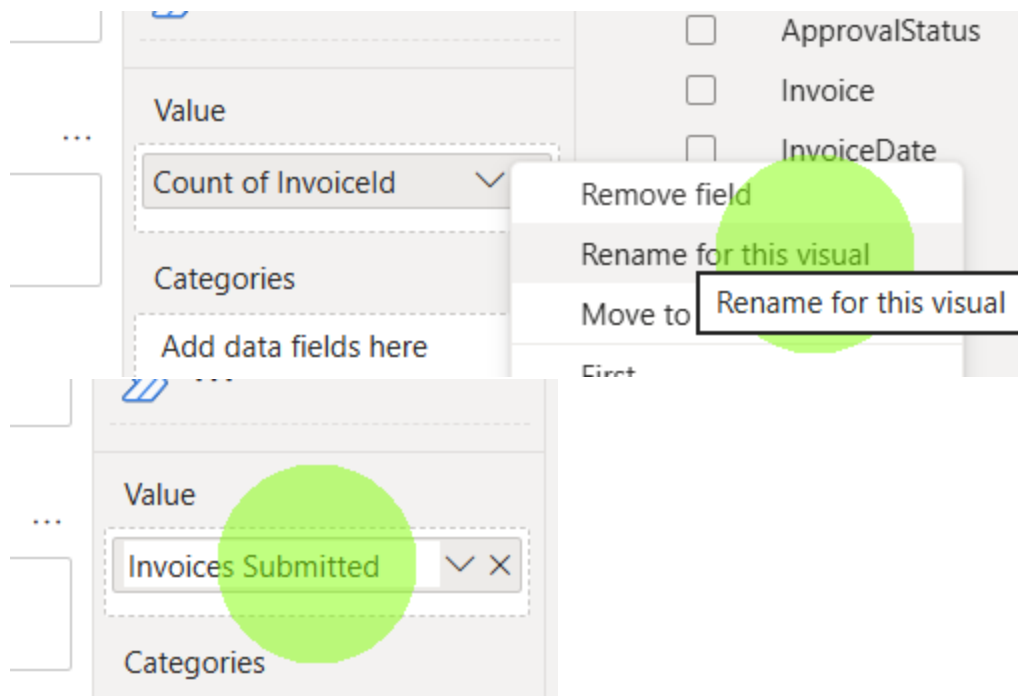 ApprovalStatus
Value
Invoice
...
InvoiceDate
Count of InvoiceId
Remove field
Rename for this visual
Categories
Move to
Rename for this visual
Add data fields here
First
...
Value
...
Invoices Submitted
Categories